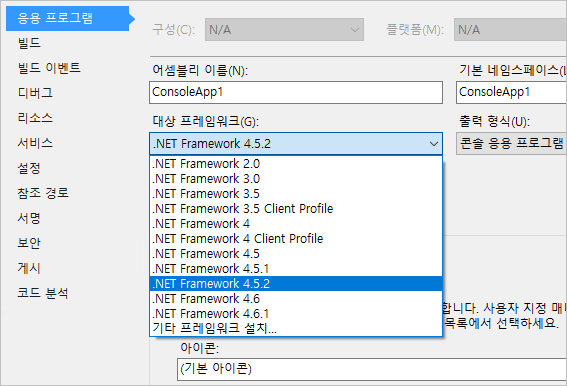 응용 프로그램
빌드
빌드 이벤트
디버그
리소스
서비스
설정
참조 경로
서명
보안
게시
코드 분석
구성(C): N/A 플랫폼(M): N/A
어셈블리 이름(N): 기본 네임스페이스(L
ConsoleApp1 ConsoleApp1
대상 프레임워크(G): 출력 형식(U):
.NET Framework 4.5.2 콘솔 응용 프로그램
.NET Framework 2.0
.NET Framework 3.0
.NET Framework 3.5
.NET Framework 3.5 Client Profile
.NET Framework 4
.NET Framework 4 Client Profile
.NET Framework 4.5
.NET Framework 4.5.1
.NET Framework 4.5.2
.NET Framework 4.6
.NET Framework 4.6.1
기타 프레임워크 설치...
합니다. 사용자 지정 매니
목록에서 선택하세요.
아이콘:
(기본 아이콘)